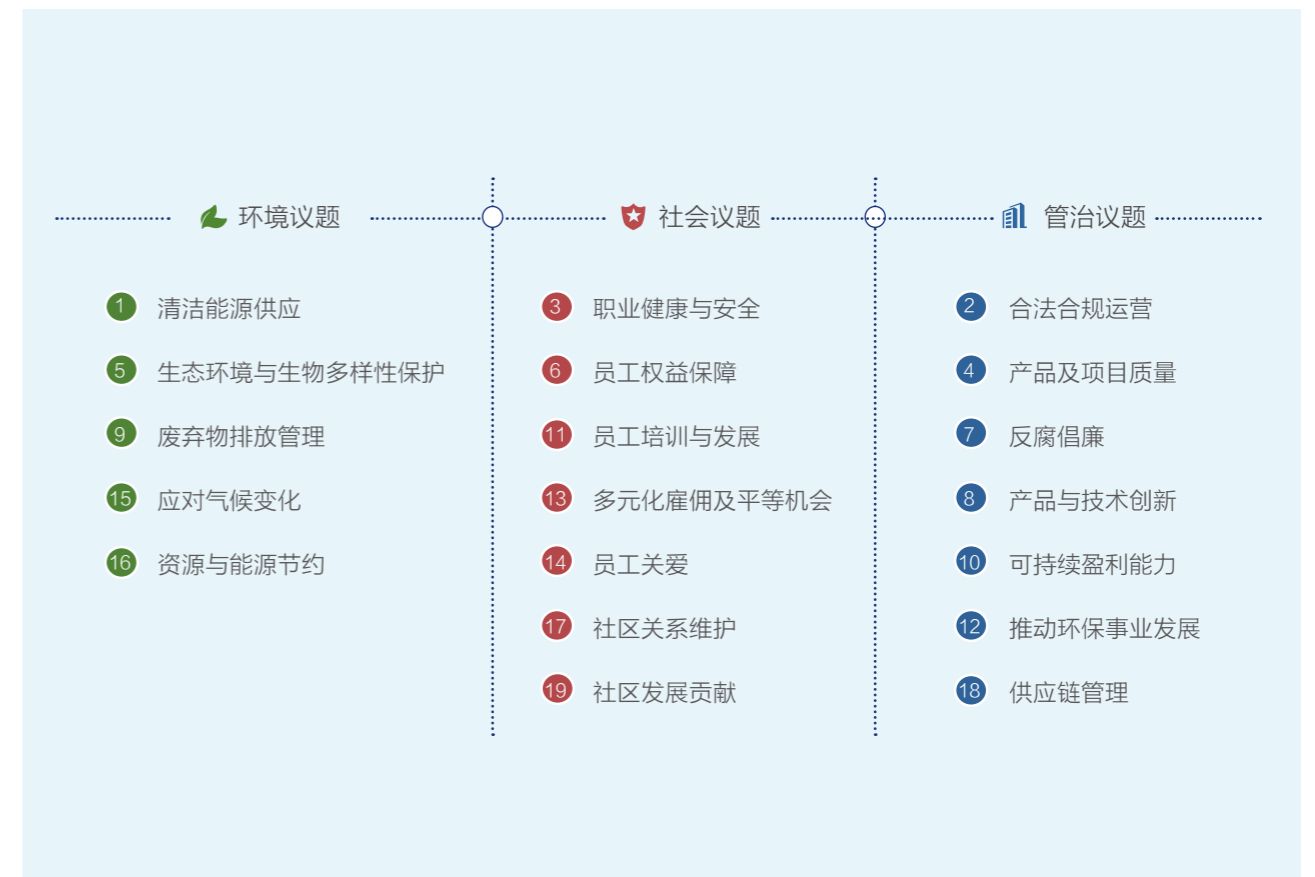 环境议题
1 清洁能源供应
5 生态环境与生物多样性保护
9 废弃物排放管理
15 应对气候变化
16 资源与能源节约
社会议题
3 职业健康与安全
6 员工权益保障
11 员工培训与发展
13 多元化雇佣及平等机会
14 员工关爱
17 社区关系维护
19 社区发展贡献
管治议题
2 合法合规运营
4 产品及项目质量
7 反腐倡廉
8 产品与技术创新
10 可持续盈利能力
12 推动环保事业发展
18 供应链管理